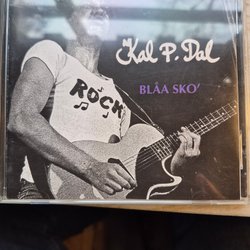 Kal P. Dal
BLÅA SKO'
ROCK